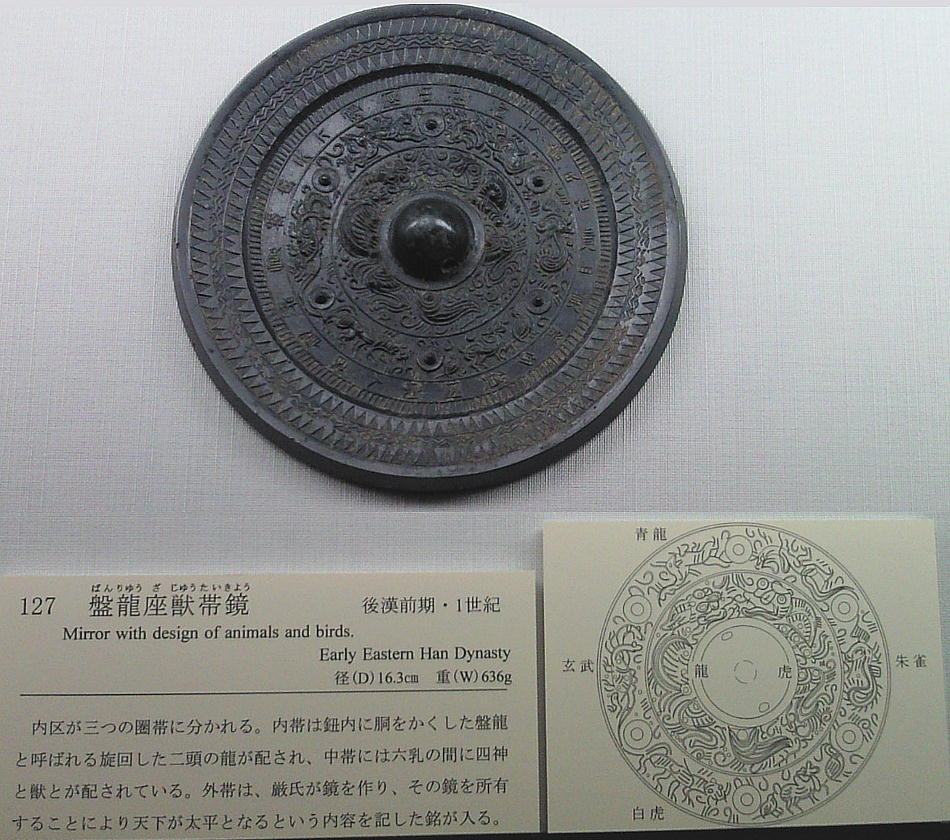 ばんりゅう ざ じゅうたいきょう
127 盤龍座獣帯鏡 後漢前期・1世紀
Mirror with design of animals and birds.
Early Eastern Han Dynasty
径(D)16.3cm 重(W)636g
内区が三つの圏帯に分かれる。内帯は鈕内に胴をかくした盤龍
と呼ばれる旋回した二頭の龍が配され、中帯には六乳の間に四神
と獣とが配されている。外帯は、厳氏が鏡を作り、その鏡を所有
することにより天下が太平となるという内容を記した銘が入る。
青龍
玄武
龍
虎
朱雀
白虎